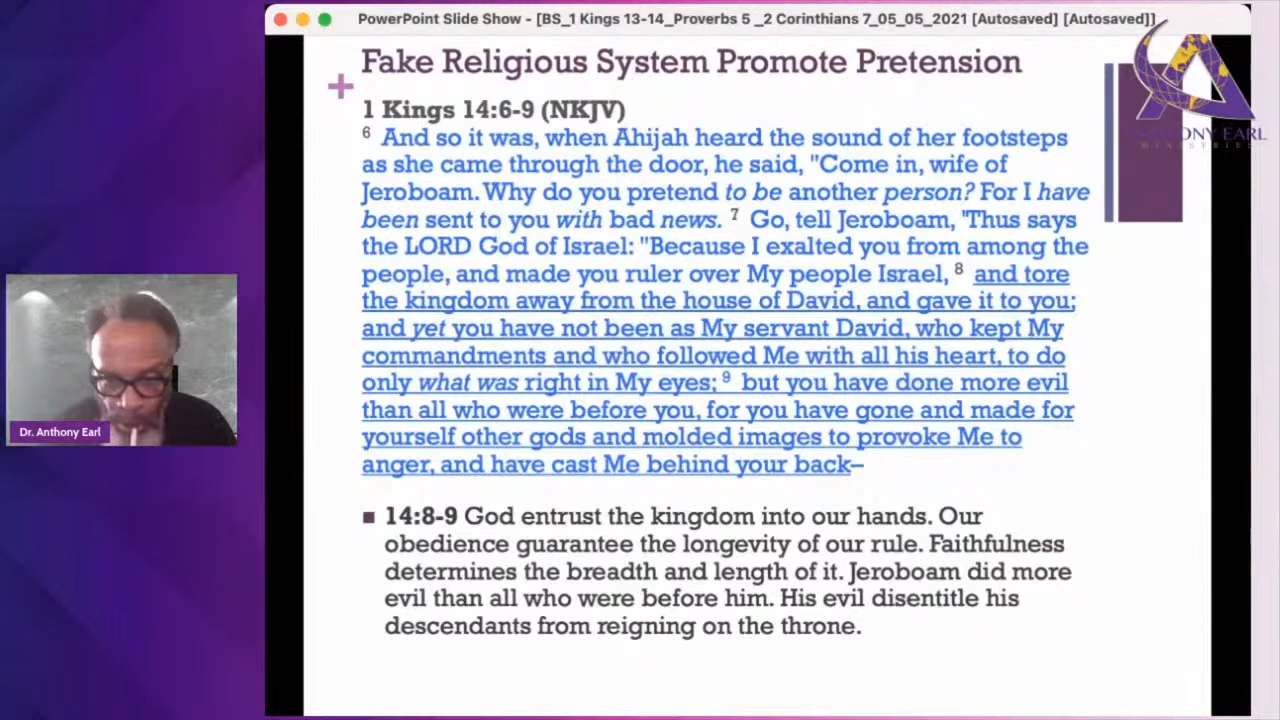 PowerPoint Slide Show - [BS_1 Kings 13-14_Proverbs 5 _2 Corinthians 7_05_05_2021 [Autosaved] [Autosaved]]
Fake Religious System Promote Pretension
+
1 Kings 14:6-9 (NKJV)
6 And so it was, when Ahijah heard the sound of her footsteps
as she came through the door, he said, "Come in, wife of
Jeroboam. Why do you pretend to be another person? For I have
been sent to you with bad news. 7 Go, tell Jeroboam, 'Thus says
the LORD God of Israel: "Because I exalted you from among the
people, and made you ruler over My people Israel, 8 and tore
the kingdom away from the house of David, and gave it to you;
and yet you have not been as My servant David, who kept My
commandments and who followed Me with all his heart, to do
only what was right in My eyes; 9 but you have done more evil
than all who were before you, for you have gone and made for
yourself other gods and molded images to provoke Me to
anger, and have cast Me behind your back–
14:8-9 God entrust the kingdom into our hands. Our
obedience guarantee the longevity of our rule. Faithfulness
determines the breadth and length of it. Jeroboam did more
evil than all who were before him. His evil disentitle his
descendants from reigning on the throne.
ANTHONY EARL
MINISTRIES
Dr. Anthony Earl